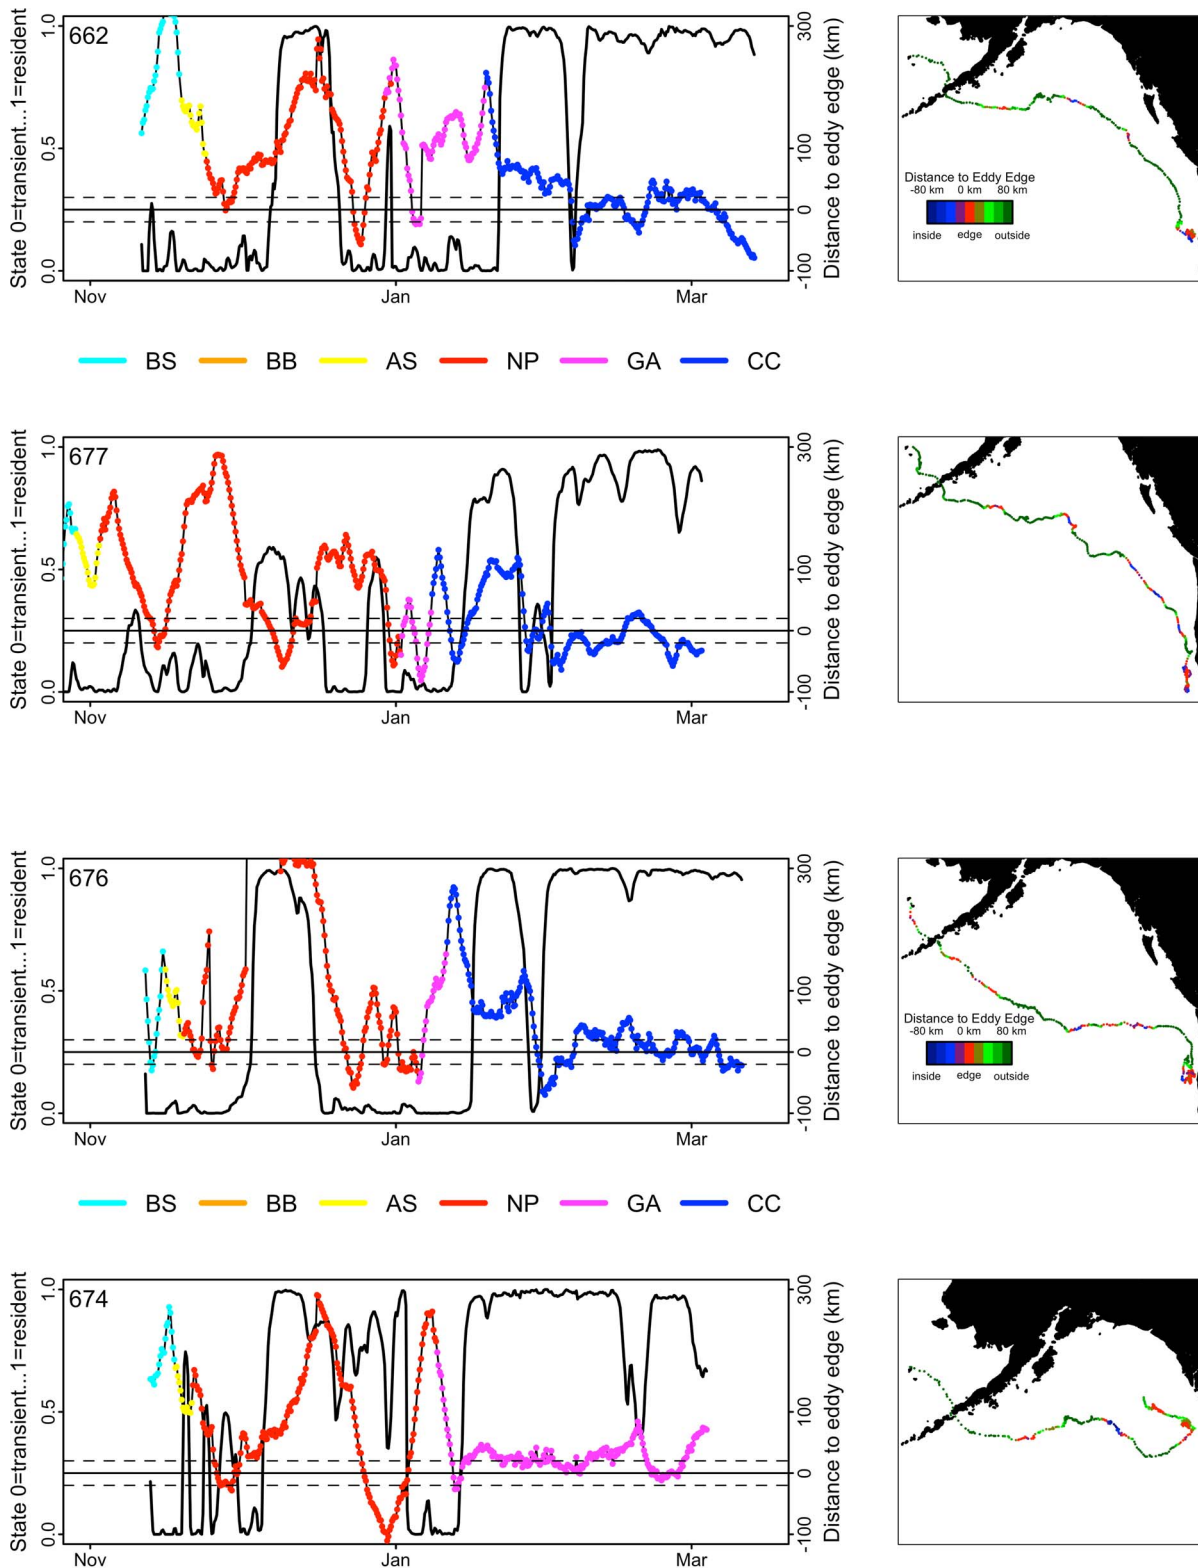 State 0=transient...1=resident
0.0 0.5 1.0
662
Nov Jan Mar
-100 0 100 300
Distance to eddy edge (km)
Distance to Eddy Edge
-80 km 0 km 80 km
inside edge outside
BS BB AS NP GA CC
State 0=transient...1=resident
0.0 0.5 1.0
677
Nov Jan Mar
-100 0 100 300
Distance to eddy edge (km)
State 0=transient...1=resident
0.0 0.5 1.0
676
Nov Jan Mar
-100 0 100 300
Distance to eddy edge (km)
Distance to Eddy Edge
-80 km 0 km 80 km
inside edge outside
BS BB AS NP GA CC
State 0=transient...1=resident
0.0 0.5 1.0
674
Nov Jan Mar
-100 0 100 300
Distance to eddy edge (km)